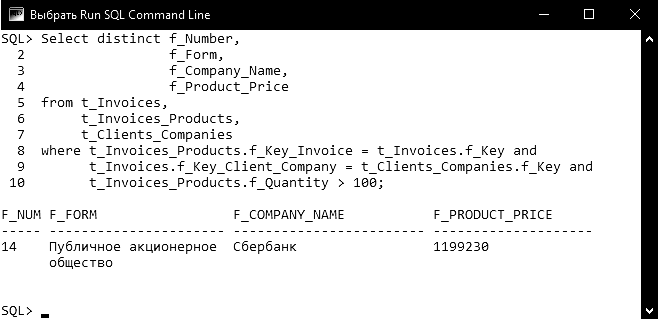 Выбрать Run SQL Command Line
SQL> Select distinct f_Number,
  2                  f_Form,
  3                  f_Company_Name,
  4                  f_Product_Price
  5  from t_Invoices,
  6       t_Invoices_Products,
  7       t_Clients_Companies
  8  where t_Invoices_Products.f_Key_Invoice = t_Invoices.f_Key and
  9        t_Invoices.f_Key_Client_Company = t_Clients_Companies.f_Key and
 10        t_Invoices_Products.f_Quantity > 100;
F_NUM F_FORM                 F_COMPANY_NAME           F_PRODUCT_PRICE
----- ---------------------- ------------------------ --------------------
14    Публичное акционерное  Сбербанк                 1199230
      общество
SQL>